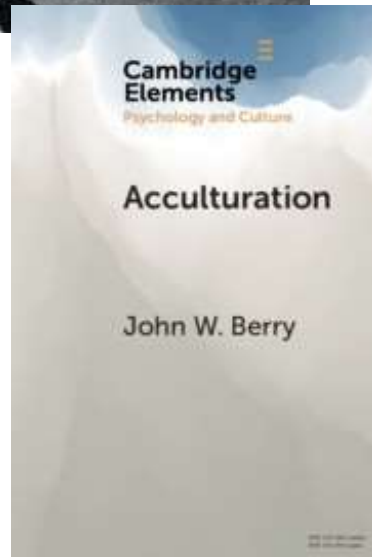 Cambridge
Elements
Psychology and Culture
Acculturation
John W. Berry